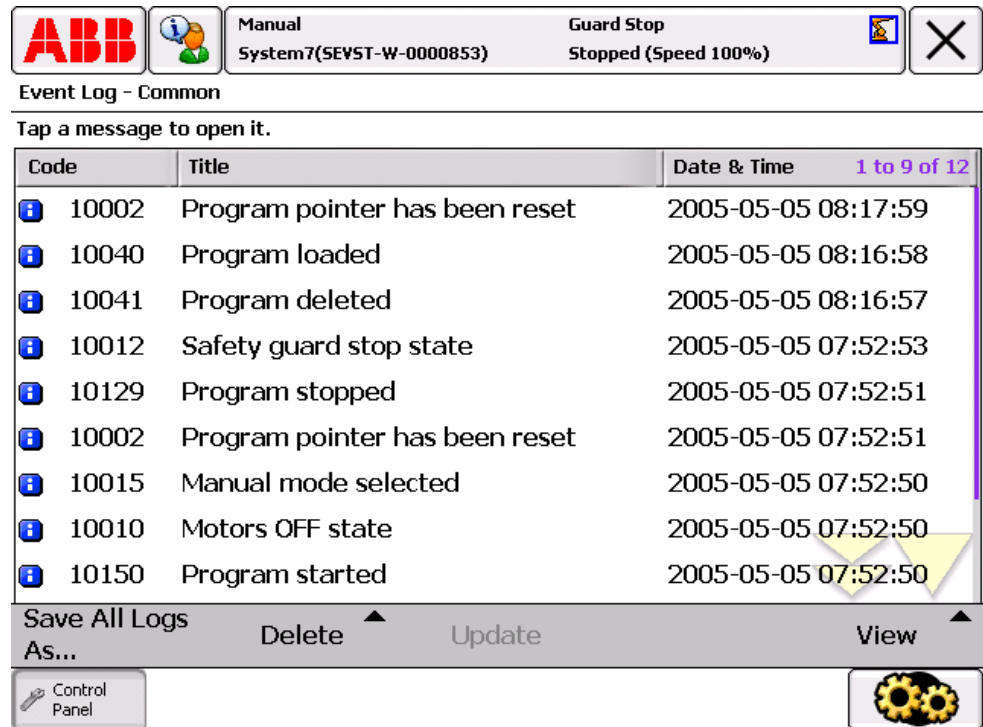 ABB
Manual Guard Stop
System7(SEVST-W-0000853) Stopped (Speed 100%)
Event Log - Common
Tap a message to open it.
Code Title Date & Time 1 to 9 of 12
10002 Program pointer has been reset 2005-05-05 08:17:59
10040 Program loaded 2005-05-05 08:16:58
10041 Program deleted 2005-05-05 08:16:57
10012 Safety guard stop state 2005-05-05 07:52:53
10129 Program stopped 2005-05-05 07:52:51
10002 Program pointer has been reset 2005-05-05 07:52:51
10015 Manual mode selected 2005-05-05 07:52:50
10010 Motors OFF state 2005-05-05 07:52:50
10150 Program started 2005-05-05 07:52:50
Save All Logs
As... Delete Update View
Control
Panel